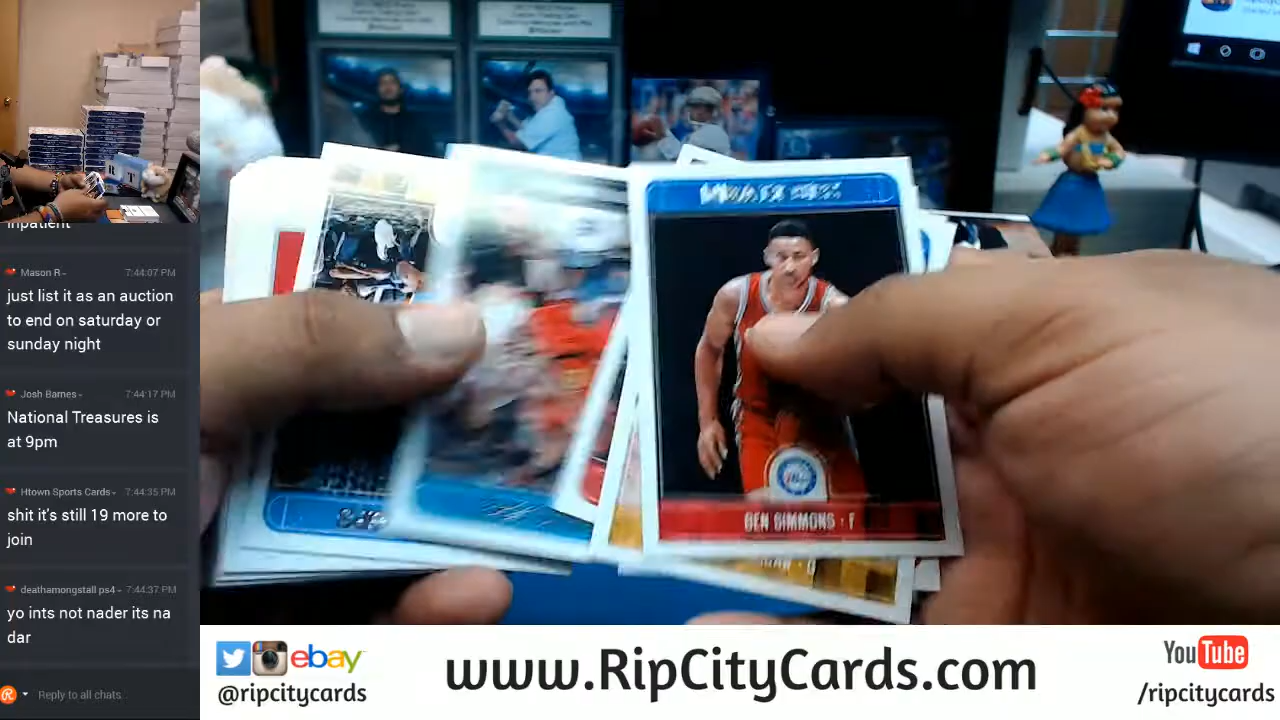 inpatient
Mason R- 7:44:07 PM
just list it as an auction
to end on saturday or
sunday night
Josh Barnes- 7:44:17 PM
National Treasures is
at 9pm
Htown Sports Cards- 7:44:35 PM
shit it's still 19 more to
join
deathamongstall ps4- 7:44:37 PM
yo ints not nader its na
dar
Reply to all chats..
BEN SIMMONS · F
ebay
@ripcitycards
www.RipCityCards.com
YouTube
/ripcitycards